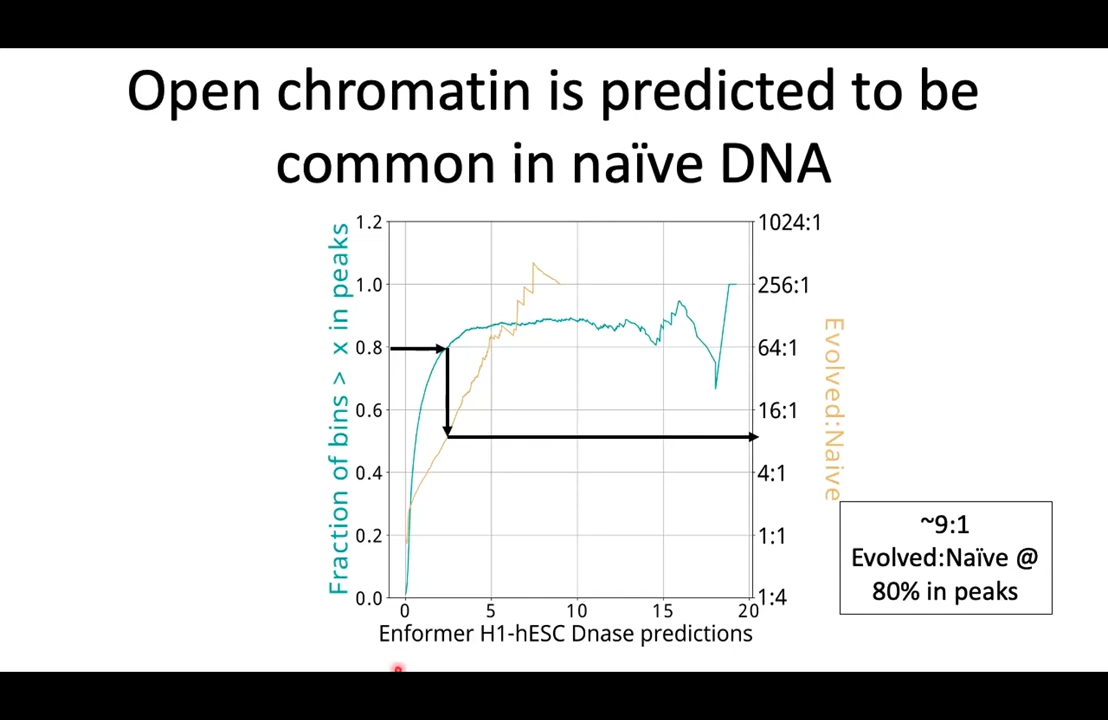 Open chromatin is predicted to be
common in naïve DNA
Fraction of bins > x in peaks
1.2
1.0
0.8
0.6
0.4
0.2
0.0
0
5
10
15
20
Enformer H1-hESC Dnase predictions
1024:1
256:1
64:1
16:1
4:1
1:1
1:4
Evolved:Naive
~9:1
Evolved:Naïve @
80% in peaks